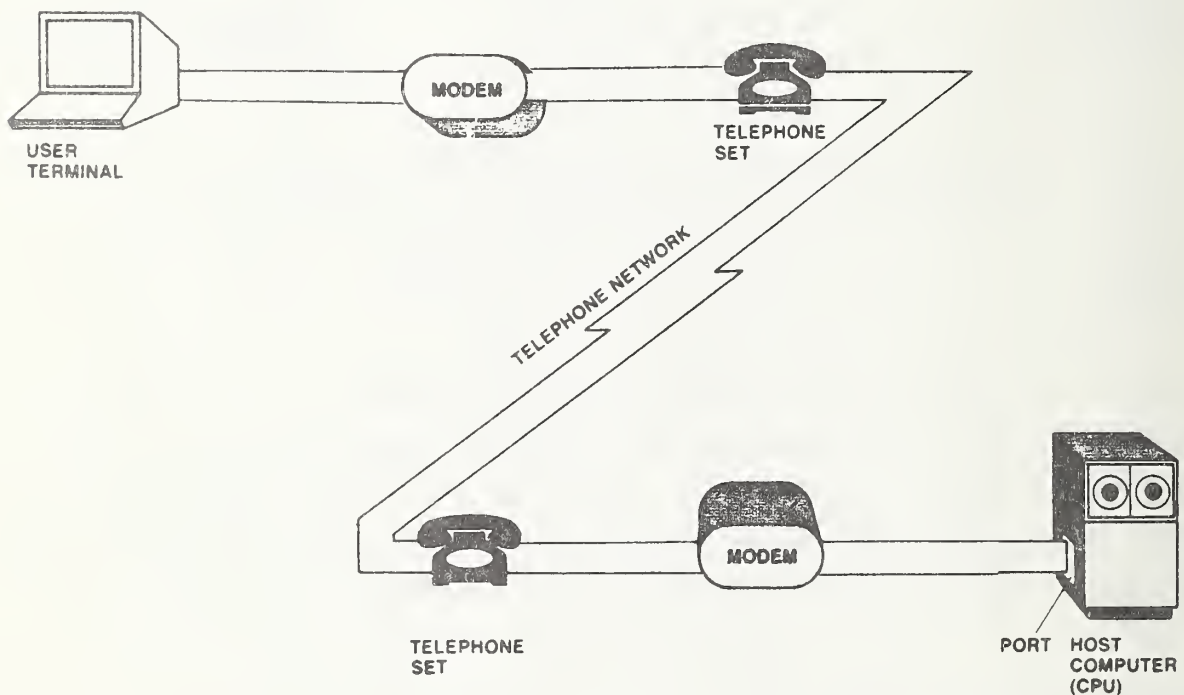 MODEM
TELEPHONE
SET
USER
TERMINAL
TELEPHONE NETWORK
MODEM
TELEPHONE
SET
PORT
HOST
COMPUTER
(CPU)